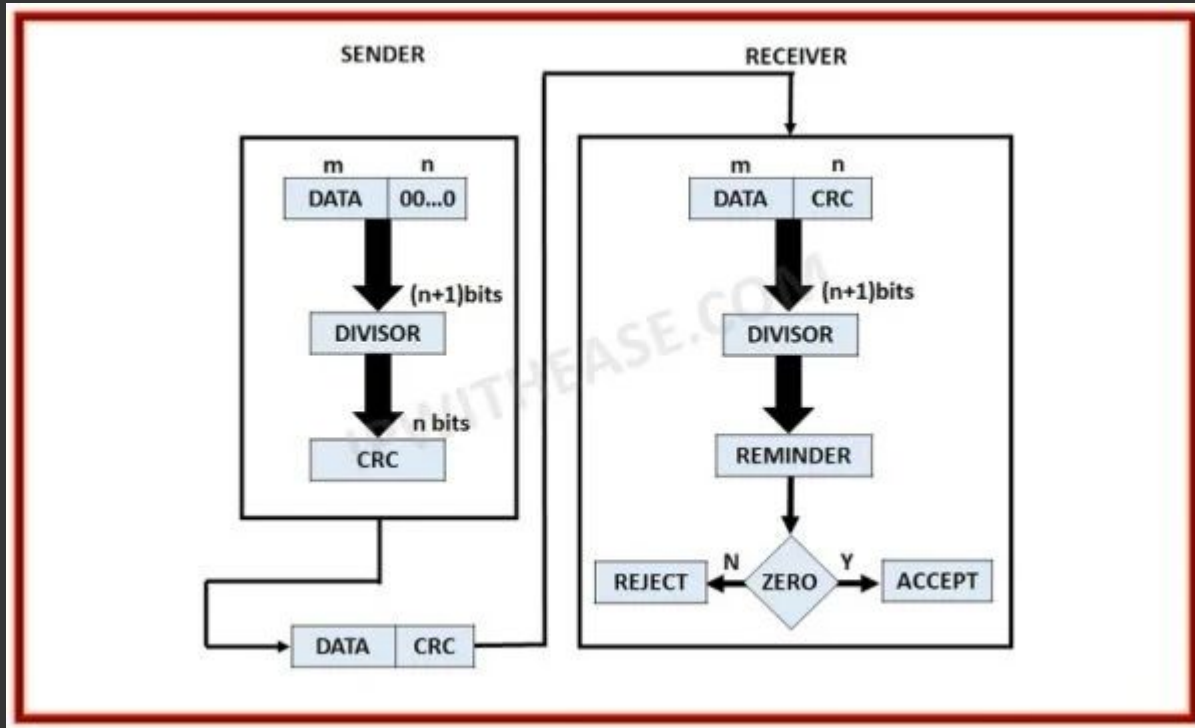 SENDER
RECEIVER
m n
DATA 00...0
(n+1)bits
DIVISOR
n bits
CRC
DATA CRC
m n
DATA CRC
(n+1)bits
DIVISOR
REMINDER
N ZERO Y
REJECT
ACCEPT